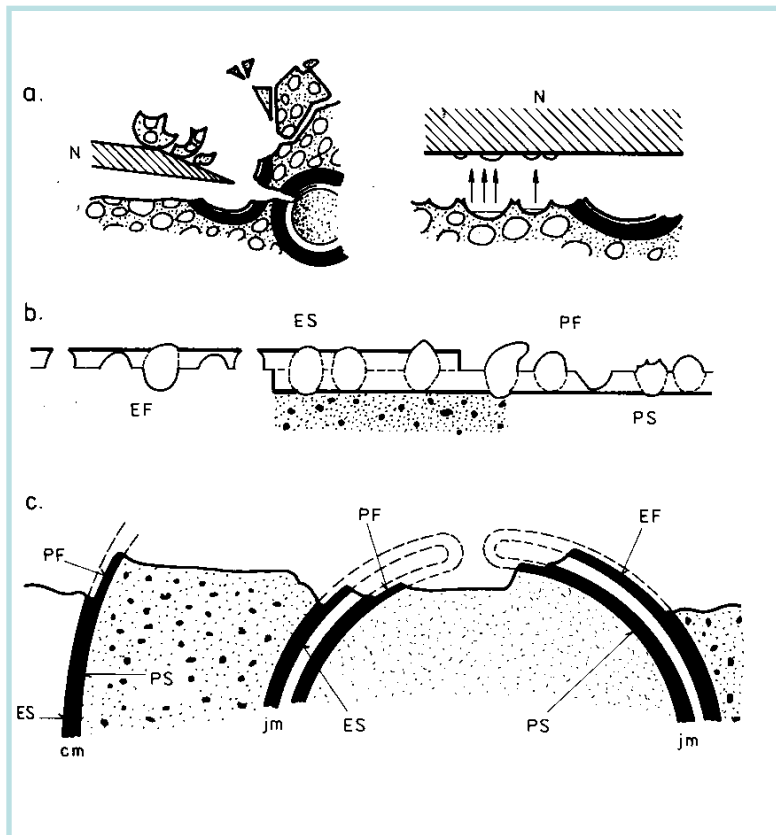 a.
N
N
b.
ES PF
EF PS
c.
PF PF EF
PS
ES
cm jm ES PS jm